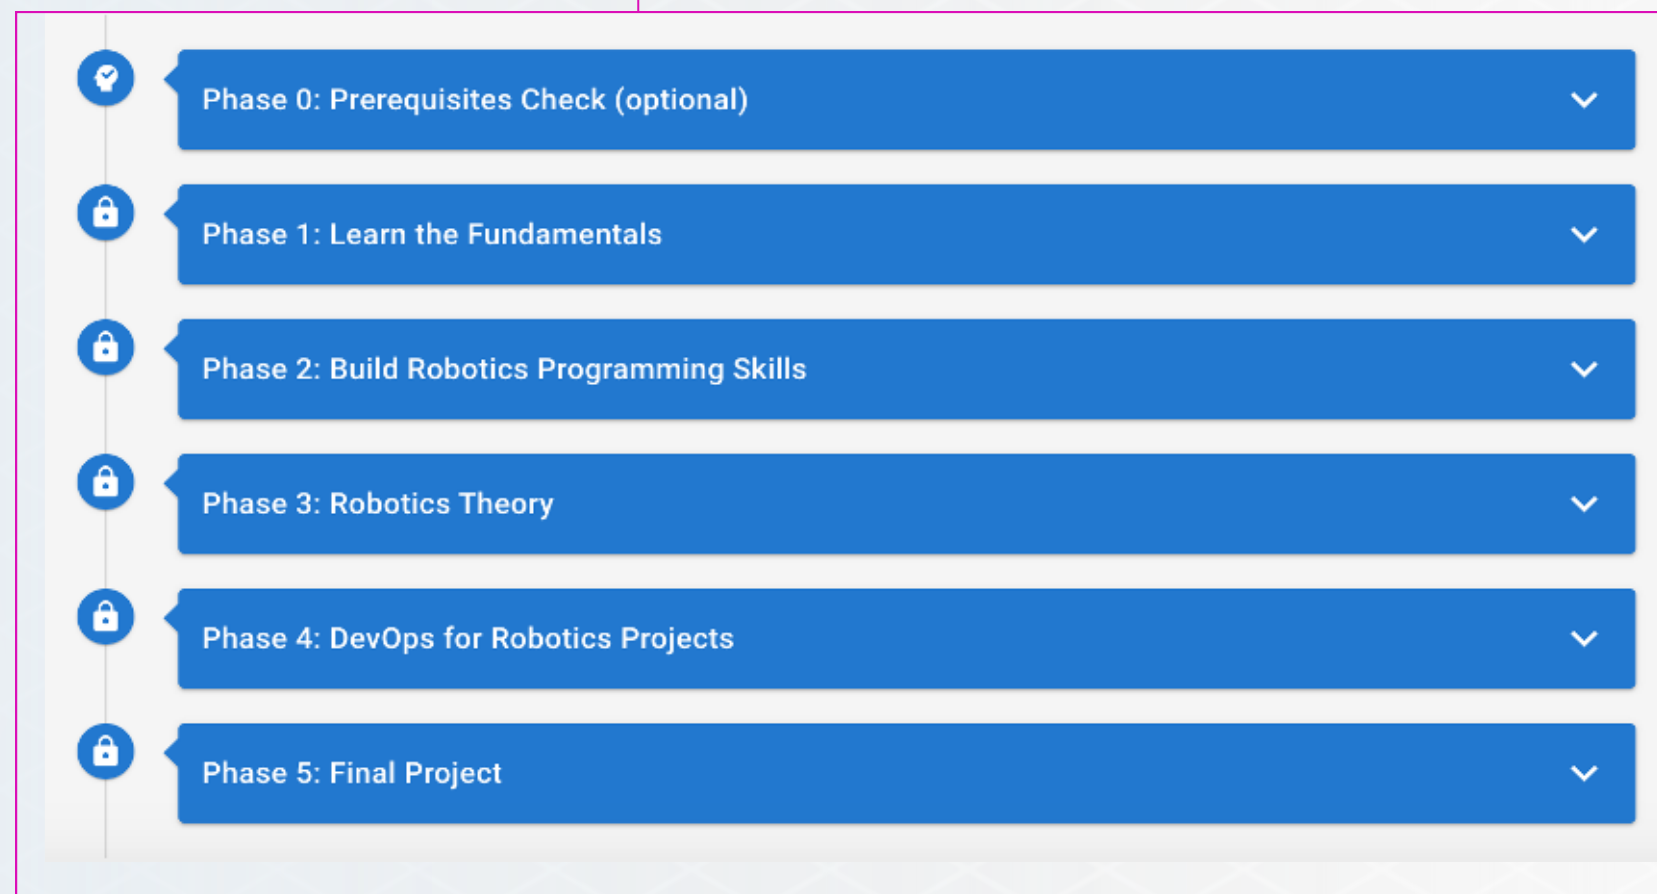 Phase 0: Prerequisites Check (optional)
Phase 1: Learn the Fundamentals
Phase 2: Build Robotics Programming Skills
Phase 3: Robotics Theory
Phase 4: DevOps for Robotics Projects
Phase 5: Final Project